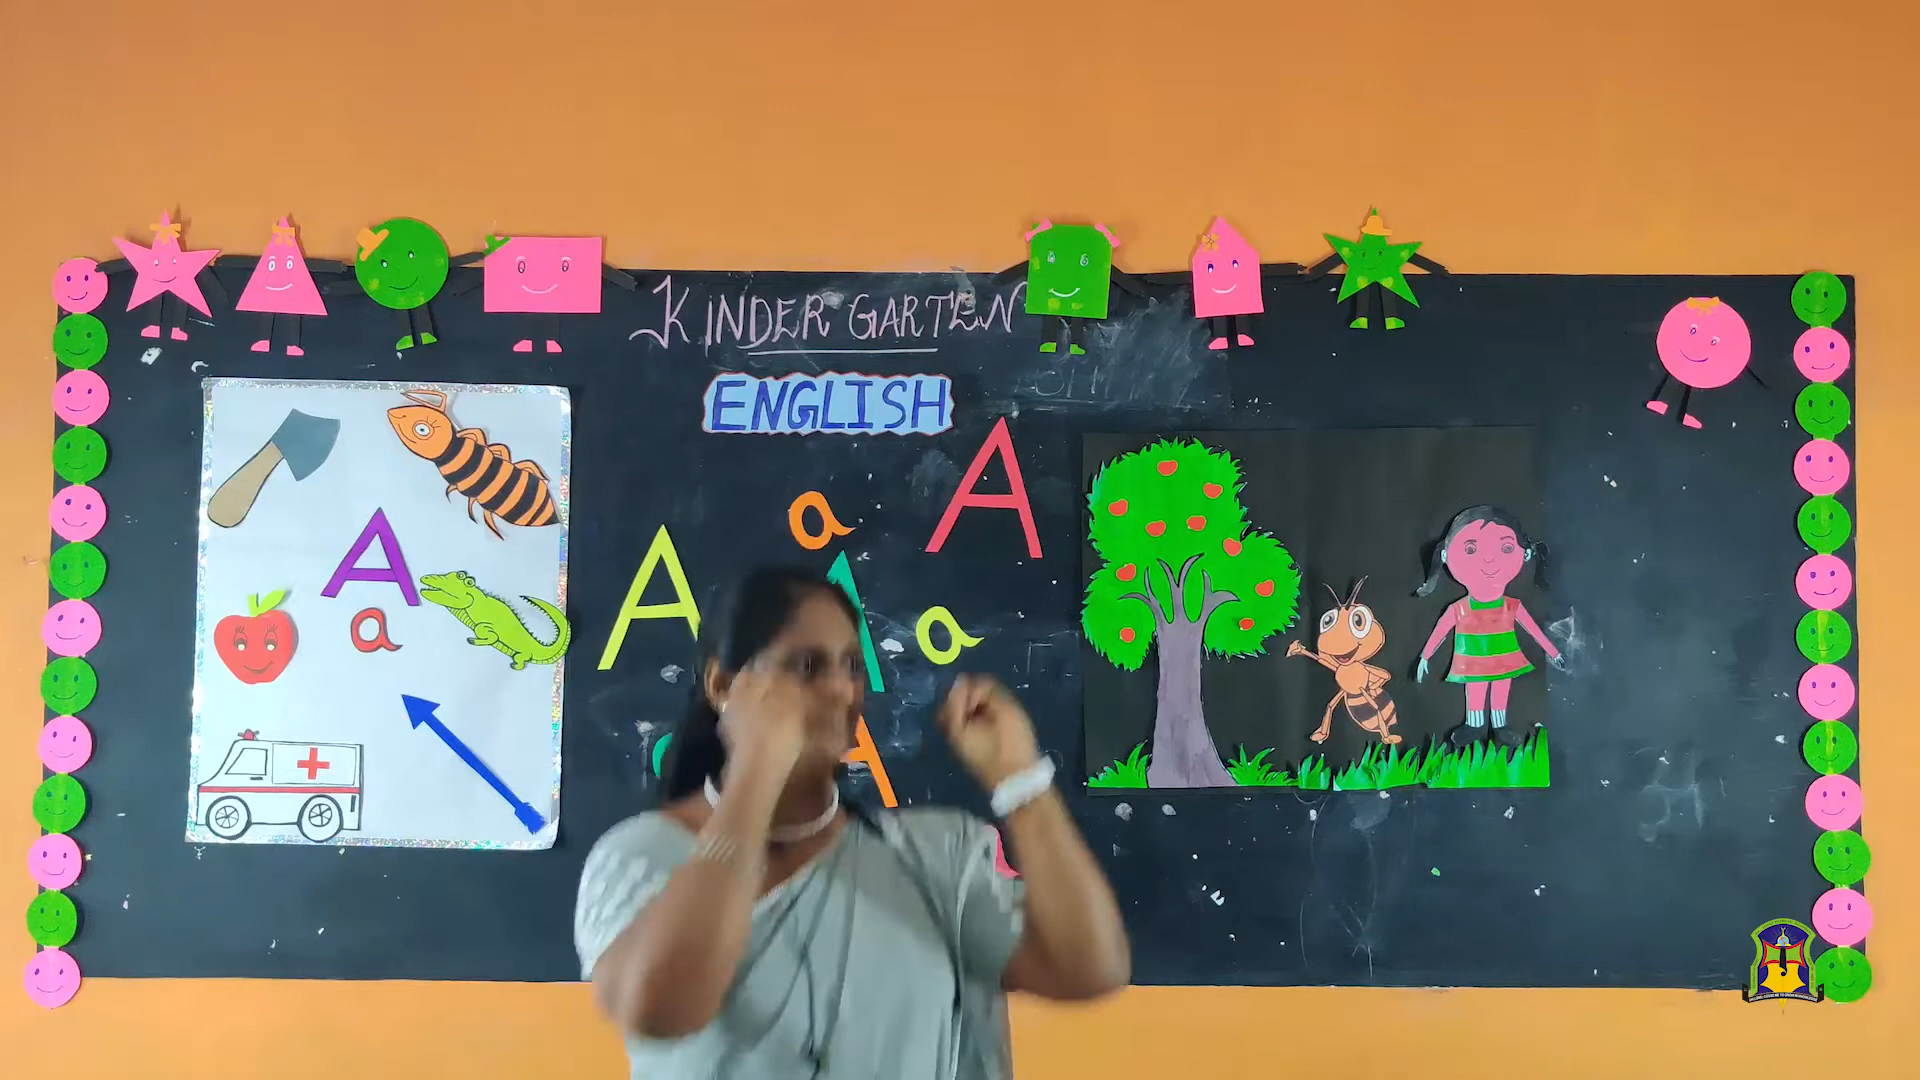 KINDER GARTEN
ENGLISH
a A
A A a
A a
A